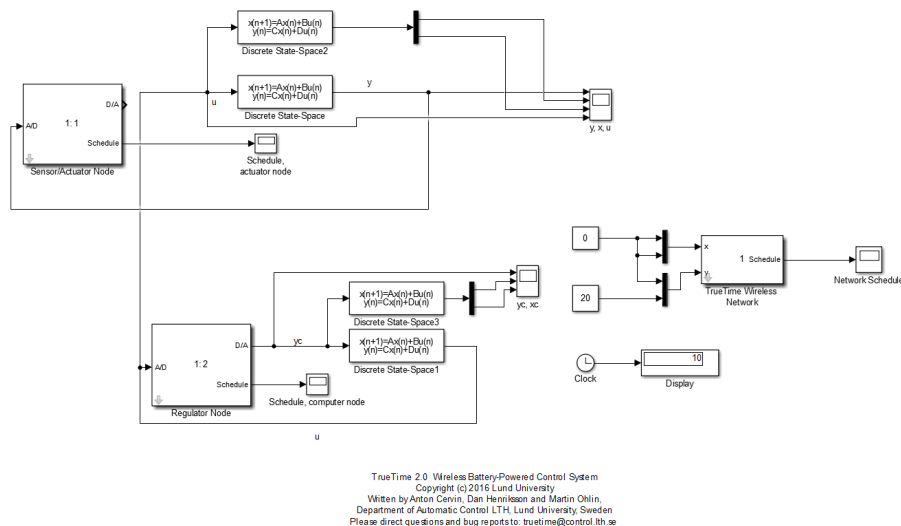 x(n+1)=Ax(n)+Bu(n)
y(n)=Cx(n)+Du(n)
Discrete State-Space2
D/A
A/D
1: 1
Schedule
Sensor/Actuator Node
u
x(n+1)=Ax(n)+Bu(n)
y(n)=Cx(n)+Du(n)
Discrete State-Space
y
y, x, u
Schedule,
actuator node
0
20
x
y
1
Schedule
TrueTime Wireless
Network
Network Schedule
yc, xc
x(n+1)=Ax(n)+Bu(n)
y(n)=Cx(n)+Du(n)
Discrete State-Space3
D/A
A/D
1: 2
Schedule
Regulator Node
yc
x(n+1)=Ax(n)+Bu(n)
y(n)=Cx(n)+Du(n)
Discrete State-Space1
Schedule, computer node
u
Clock
10
Display
TrueTime 2.0 Wireless Battery-Powered Control System
Copyright (c) 2016 Lund University
Written by Anton Cervin, Dan Henriksson and Martin Ohlin,
Department of Automatic Control LTH, Lund University, Sweden
Please direct questions and bug reports to: truetime@control.lth.se